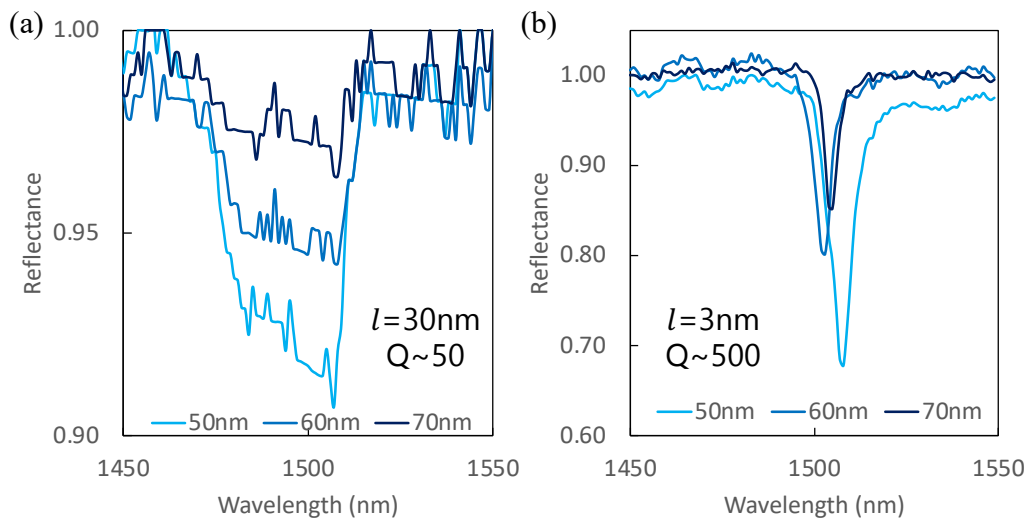 (a)
1.00
0.95
0.90
Reflectance
l=30nm
Q~50
50nm 60nm 70nm
1450 1500 1550
Wavelength (nm)
(b)
1.00
0.90
0.80
0.70
0.60
Reflectance
l=3nm
Q~500
50nm 60nm 70nm
1450 1500 1550
Wavelength (nm)